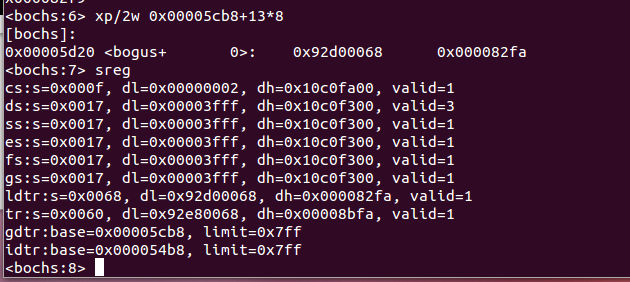 <bochs:6> xp/2w 0x00005cb8+13*8
[bochs]:
0x00005d20 <bogus+       0>:    0x92d00068      0x000082fa
<bochs:7> sreg
cs:s=0x000f, dl=0x00000002, dh=0x10c0fa00, valid=1
ds:s=0x0017, dl=0x00003fff, dh=0x10c0f300, valid=3
ss:s=0x0017, dl=0x00003fff, dh=0x10c0f300, valid=1
es:s=0x0017, dl=0x00003fff, dh=0x10c0f300, valid=1
fs:s=0x0017, dl=0x00003fff, dh=0x10c0f300, valid=1
gs:s=0x0017, dl=0x00003fff, dh=0x10c0f300, valid=1
ldtr:s=0x0068, dl=0x92d00068, dh=0x000082fa, valid=1
tr:s=0x0060, dl=0x92e80068, dh=0x00008bfa, valid=1
gdtr:base=0x00005cb8, limit=0x7ff
idtr:base=0x000054b8, limit=0x7ff
<bochs:8>